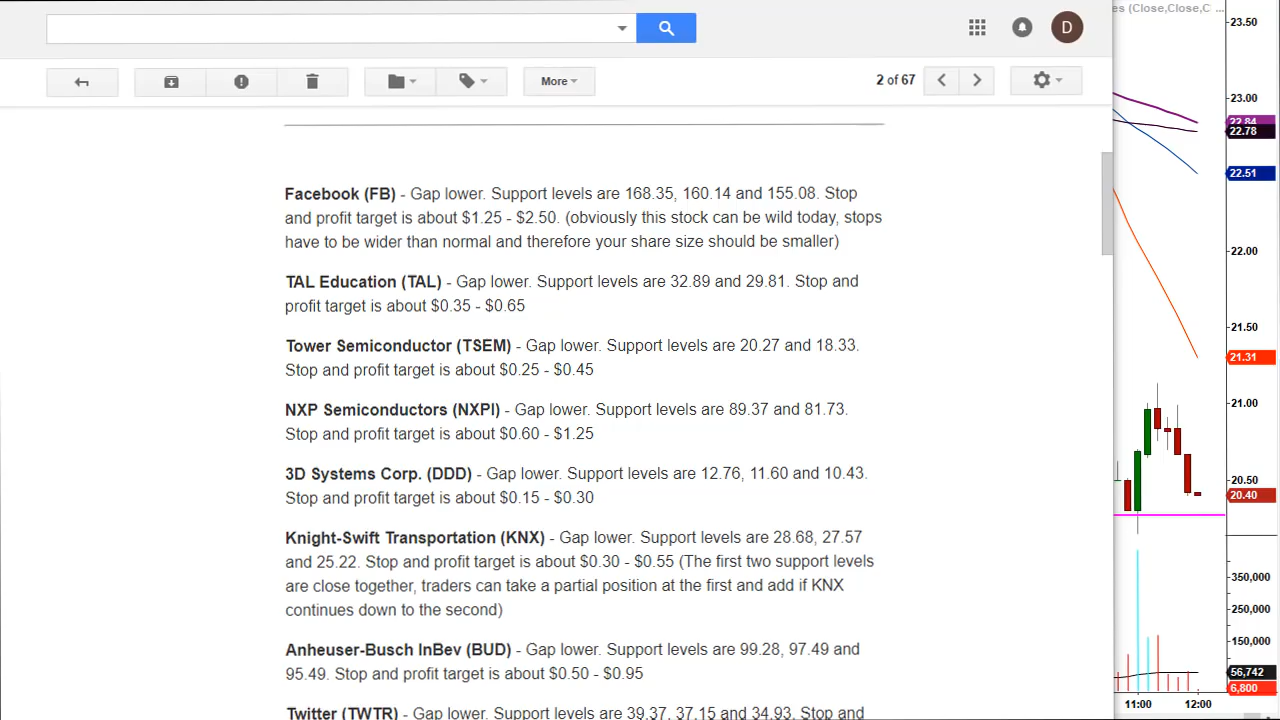 es (Close,Close,C ...
D
More
2 of 67
Facebook (FB) - Gap lower. Support levels are 168.35, 160.14 and 155.08. Stop
and profit target is about $1.25 - $2.50. (obviously this stock can be wild today, stops
have to be wider than normal and therefore your share size should be smaller)
TAL Education (TAL) - Gap lower. Support levels are 32.89 and 29.81. Stop and
profit target is about $0.35 - $0.65
Tower Semiconductor (TSEM) - Gap lower. Support levels are 20.27 and 18.33.
Stop and profit target is about $0.25 - $0.45
NXP Semiconductors (NXPI) - Gap lower. Support levels are 89.37 and 81.73.
Stop and profit target is about $0.60 - $1.25
3D Systems Corp. (DDD) - Gap lower. Support levels are 12.76, 11.60 and 10.43.
Stop and profit target is about $0.15 - $0.30
Knight-Swift Transportation (KNX) - Gap lower. Support levels are 28.68, 27.57
and 25.22. Stop and profit target is about $0.30 - $0.55 (The first two support levels
are close together, traders can take a partial position at the first and add if KNX
continues down to the second)
Anheuser-Busch InBev (BUD) - Gap lower. Support levels are 99.28, 97.49 and
95.49. Stop and profit target is about $0.50 - $0.95
Twitter (TWTR) - Gap lower. Support levels are 39.37, 37.15 and 34.93. Stop and
23.50
23.00
22.84
22.78
22.51
22.00
21.50
21.31
21.00
20.50
20.40
350,000
250,000
150,000
56,742
6,800
11:00
12:00